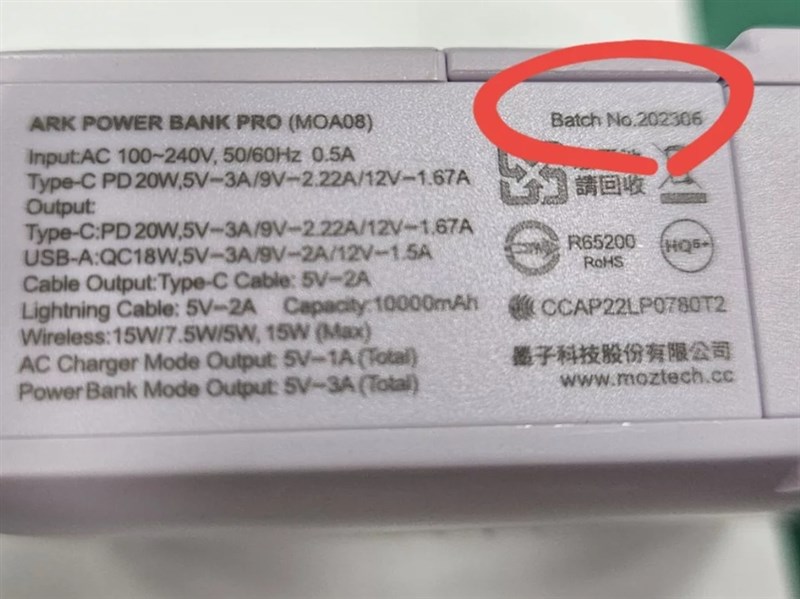 ARK POWER BANK PRO (MOA08)
Input:AC 100~240V, 50/60Hz 0.5A
Type-C PD20W,5V-3A/9V-2.22A/12V-1.67A
Output:
Type-C:PD20W,5V-3A/9V-2.22A/12V-1.67A
USB-A:QC18W,5V-3A/9V-2A/12V-1.5A
Cable Output:Type-C Cable: 5V-2A
Lightning Cable: 5V-2A Capacity:10000mAh
Wireless:15W/7.5W/5W, 15W (Max)
AC Charger Mode Output: 5V-1A (Total)
Power Bank Mode Output: 5V-3A (Total)
Batch No.202306
請回收
R65200
RoHS
HQ5+
CCAP22LP0780T2
墨子科技股份有限公司
www.moztech.cc